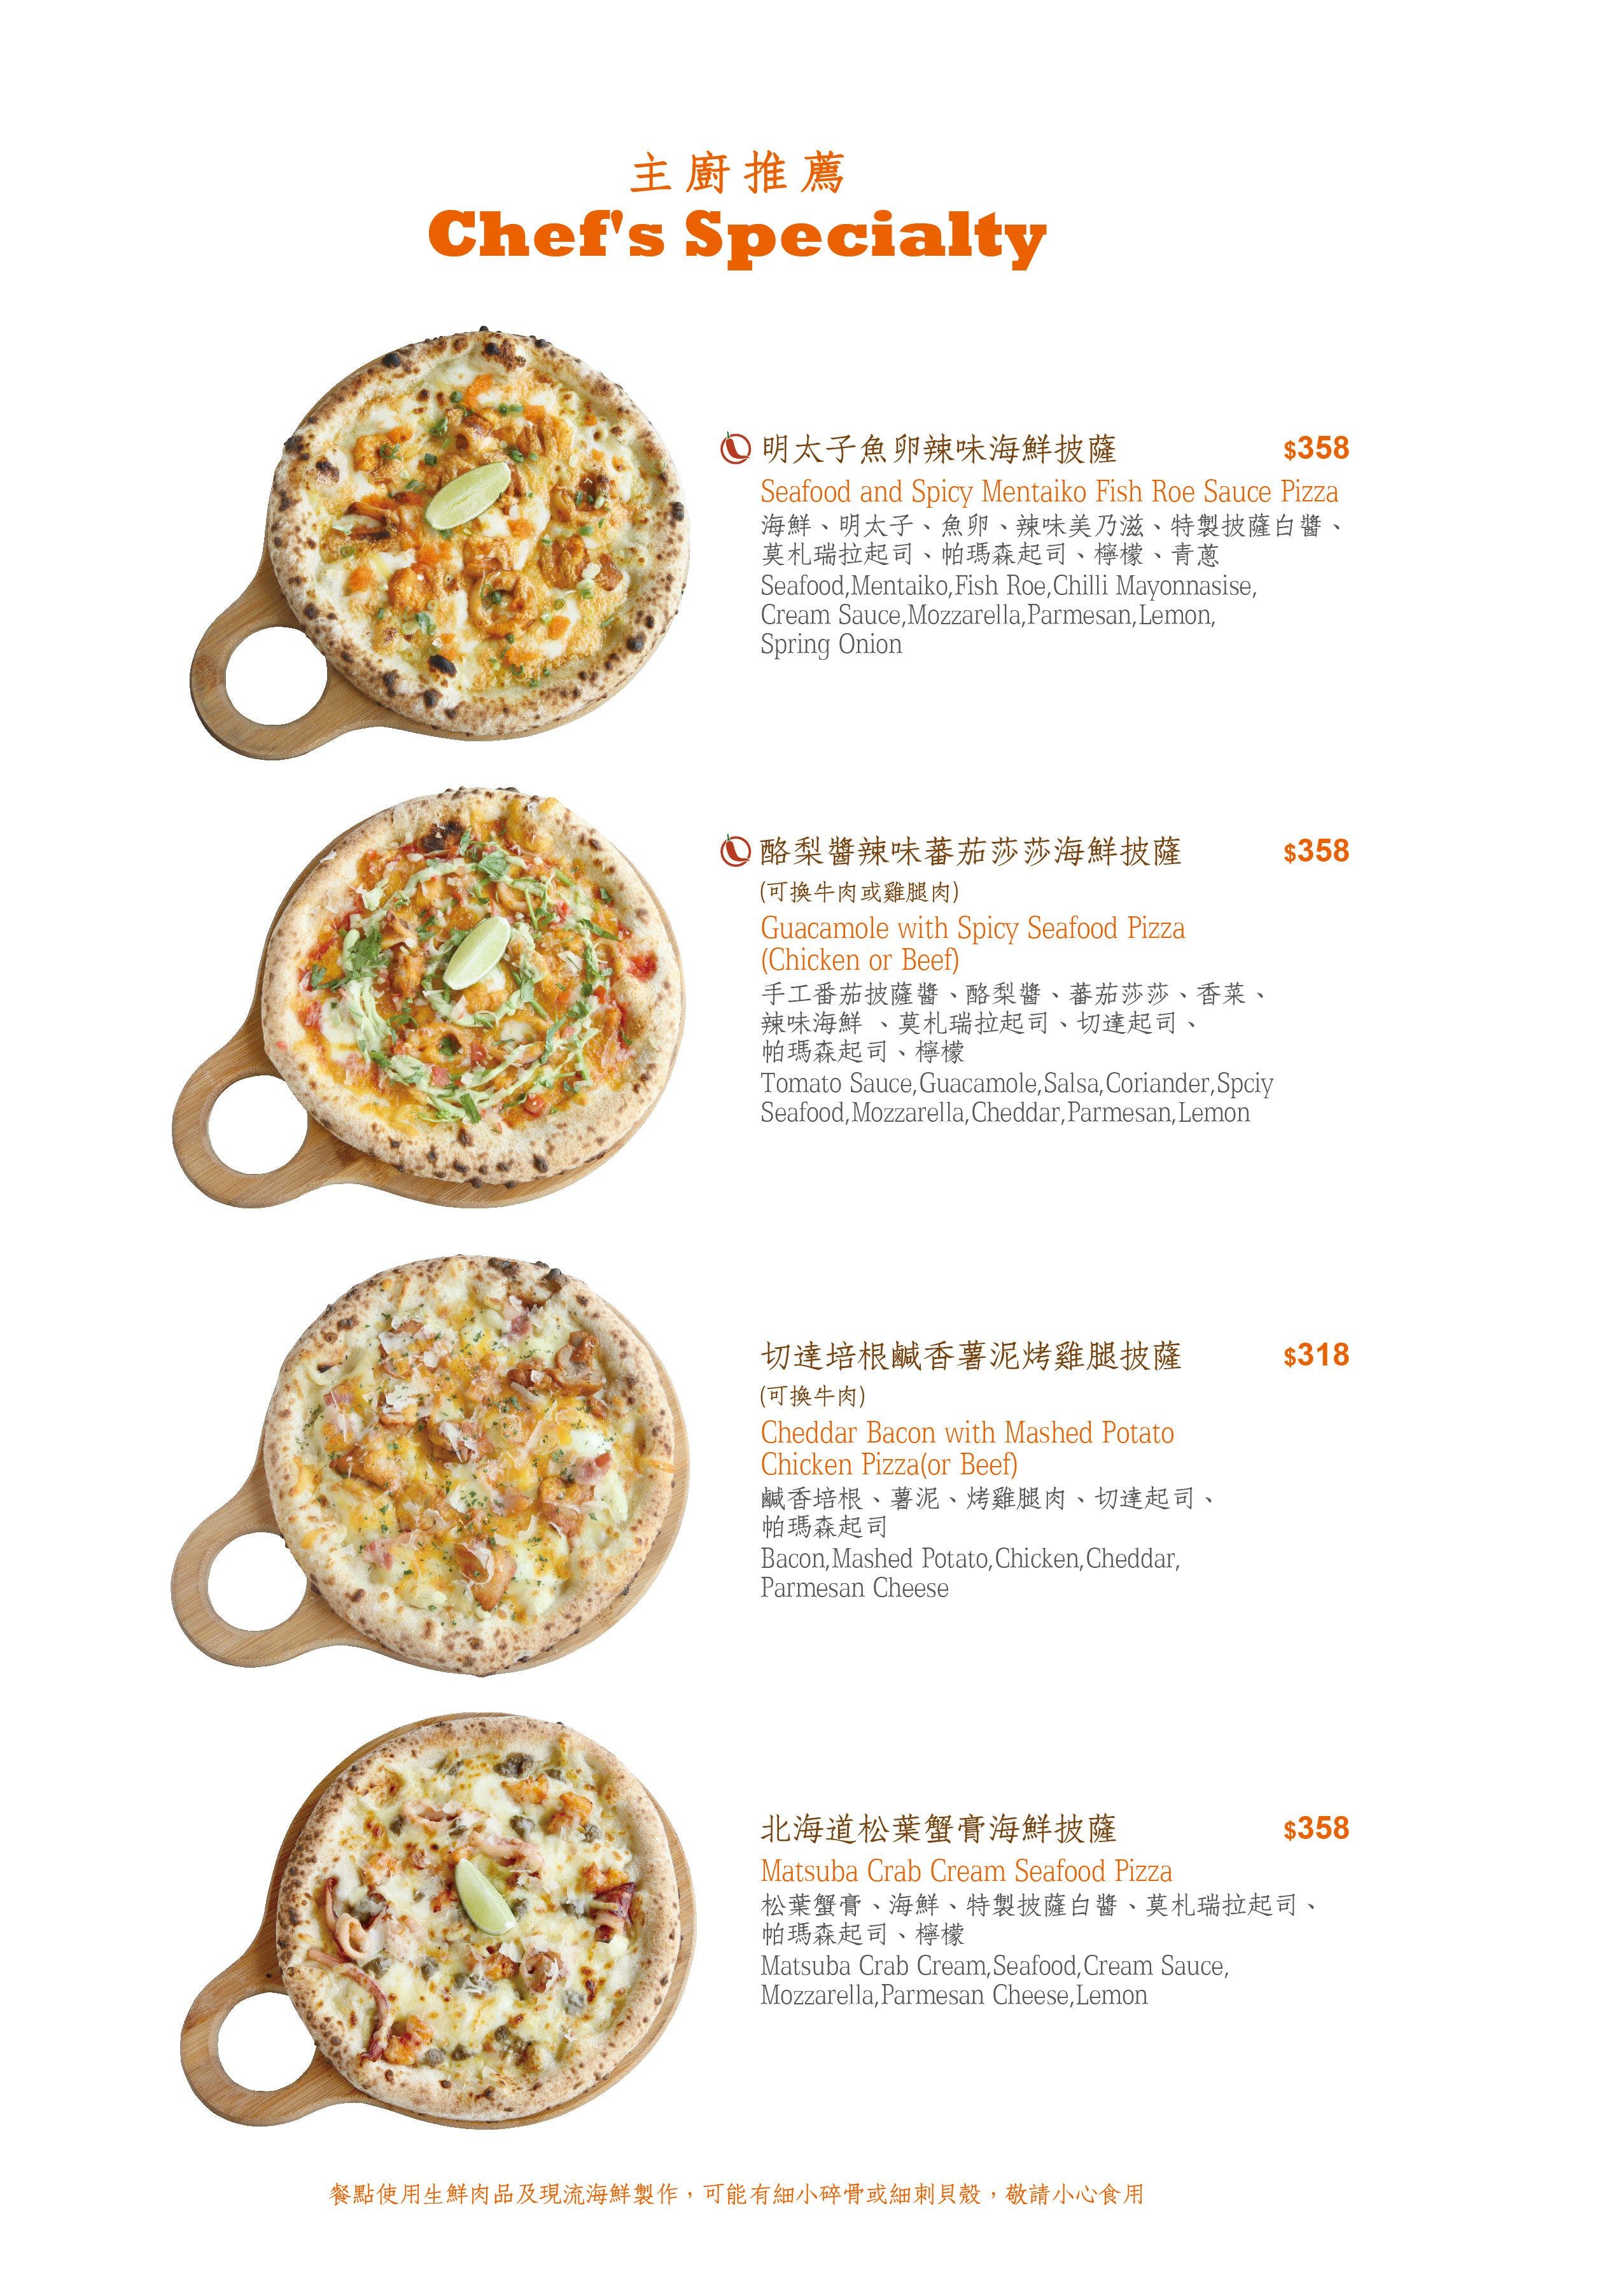 主廚推薦
Chef's Specialty
明太子魚卵辣味海鮮披薩 $358
Seafood and Spicy Mentaiko Fish Roe Sauce Pizza
海鮮、明太子、魚卵、辣味美乃滋、特製披薩白醬、
莫札瑞拉起司、帕瑪森起司、檸檬、青蔥
Seafood,Mentaiko,Fish Roe,Chilli Mayonnasise,
Cream Sauce,Mozzarella,Parmesan,Lemon,
Spring Onion
酪梨醬辣味蕃茄莎莎海鮮披薩 $358
(可換牛肉或雞腿肉)
Guacamole with Spicy Seafood Pizza
(Chicken or Beef)
手工番茄披薩醬、酪梨醬、蕃茄莎莎、香菜、
辣味海鮮 、莫札瑞拉起司、切達起司、
帕瑪森起司、檸檬
Tomato Sauce,Guacamole,Salsa,Coriander,Spciy
Seafood,Mozzarella,Cheddar,Parmesan,Lemon
切達培根鹹香薯泥烤雞腿披薩 $318
(可換牛肉)
Cheddar Bacon with Mashed Potato
Chicken Pizza(or Beef)
鹹香培根、薯泥、烤雞腿肉、切達起司、
帕瑪森起司
Bacon,Mashed Potato,Chicken,Cheddar,
Parmesan Cheese
北海道松葉蟹膏海鮮披薩 $358
Matsuba Crab Cream Seafood Pizza
松葉蟹膏、海鮮、特製披薩白醬、莫札瑞拉起司、
帕瑪森起司、檸檬
Matsuba Crab Cream,Seafood,Cream Sauce,
Mozzarella,Parmesan Cheese,Lemon
餐點使用生鮮肉品及現流海鮮製作，可能有細小碎骨或細刺貝殼，敬請小心食用